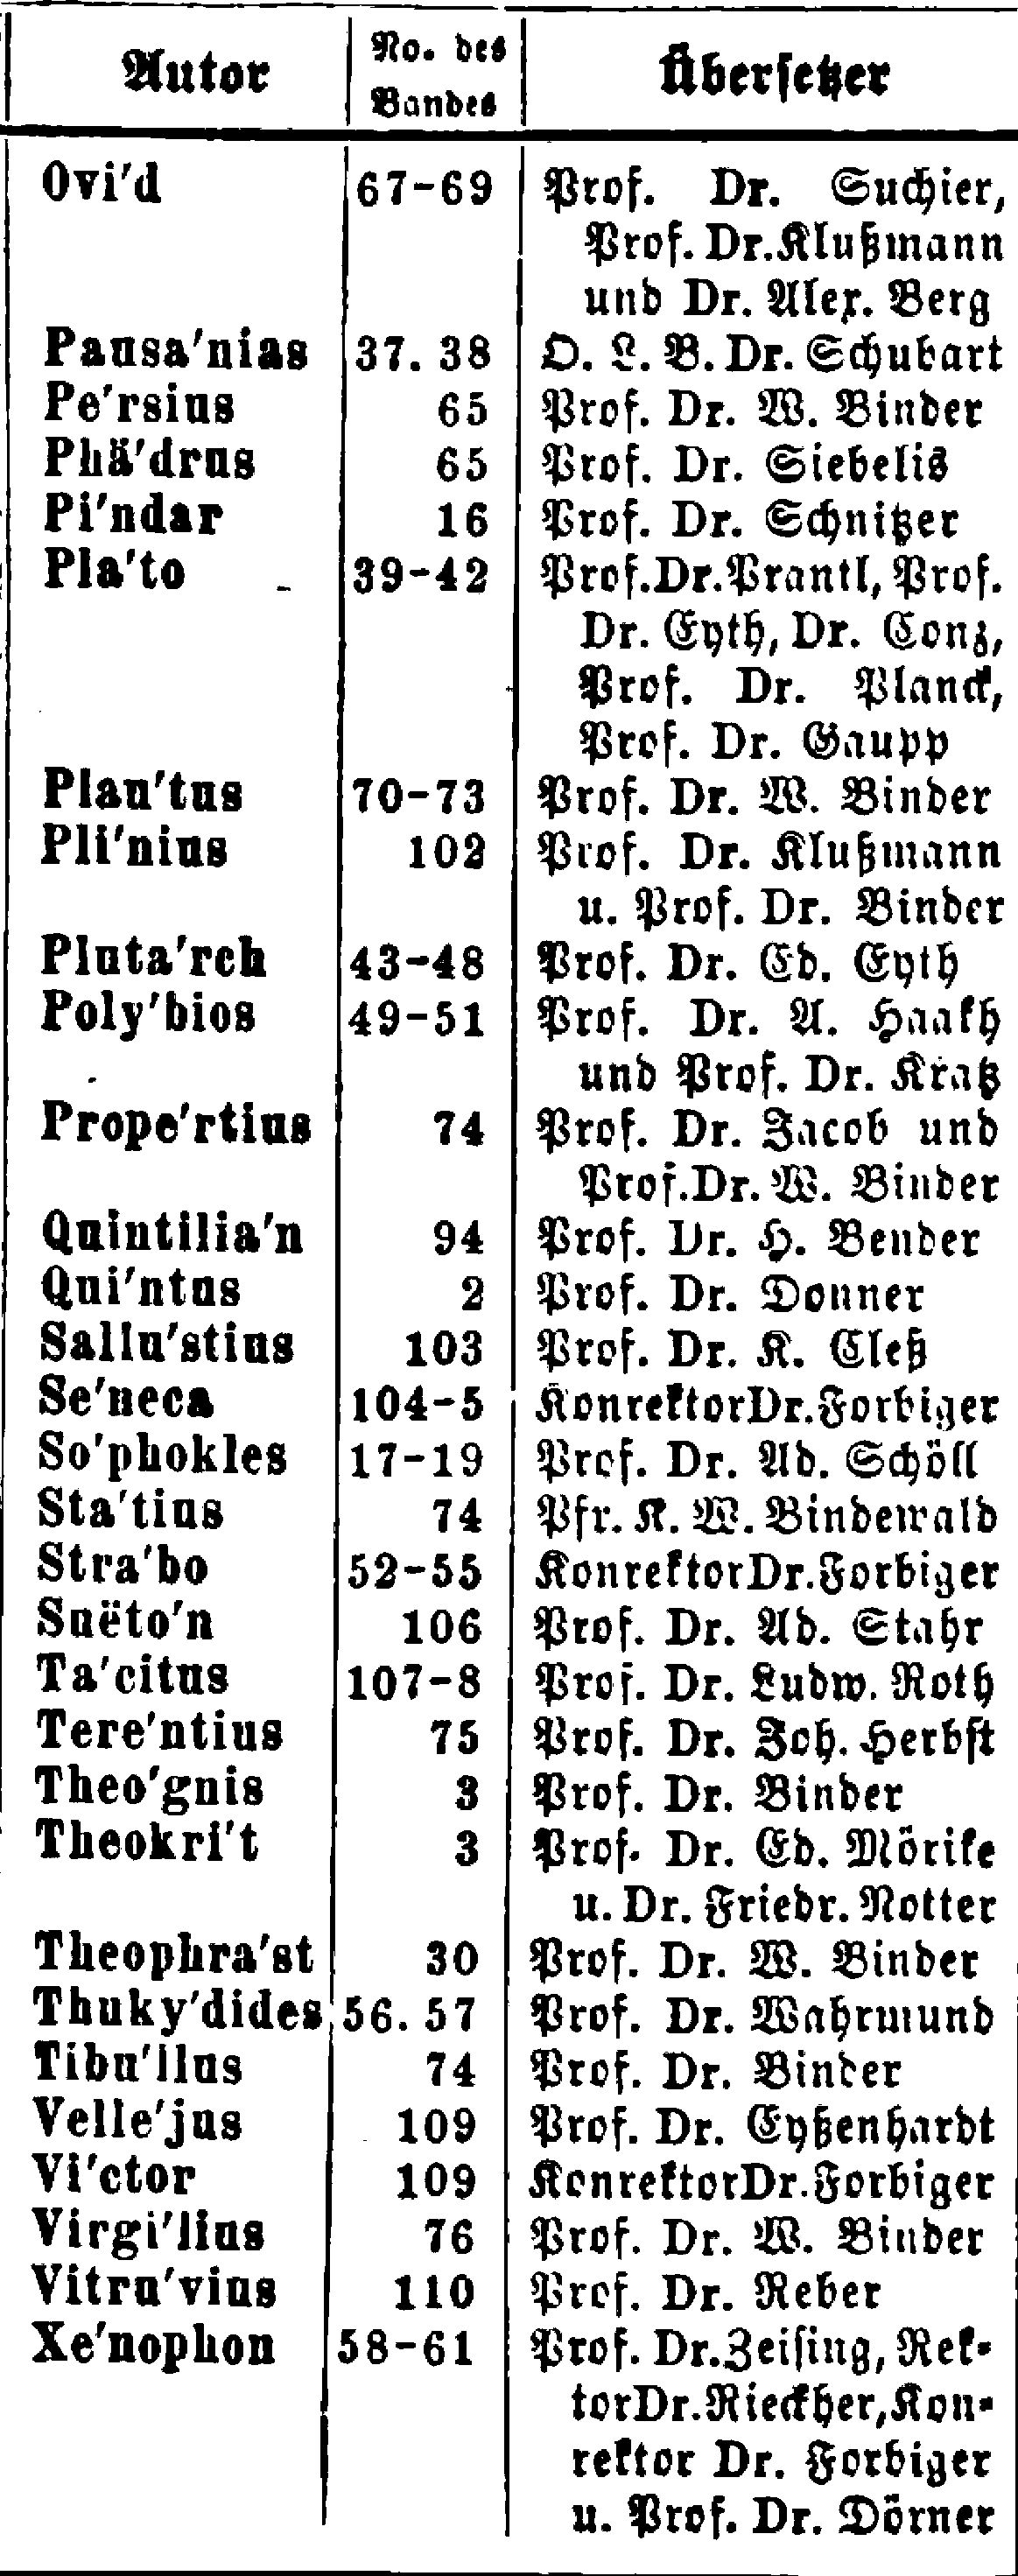 Autor No. des Bandes Übersetzer
Ovi'd 67-69 Prof. Dr. Suchier,
Prof. Dr. Klußmann
und Dr. Alex. Berg
Pausa'nias 37. 38 O. L. B. Dr. Schubart
Pe'rsius 65 Prof. Dr. W. Binder
Phä'drus 65 Prof. Dr. Siebelis
Pi'ndar 16 Prof. Dr. Schnitzer
Pla'to 39-42 Prof. Dr. Prantl, Prof.
Dr. Eyth, Dr. Conz,
Prof. Dr. Planck,
Prof. Dr. Gaupp
Plau'tus 70-73 Prof. Dr. W. Binder
Pli'nius 102 Prof. Dr. Klußmann
u. Prof. Dr. Binder
Pluta'rch 43-48 Prof. Dr. Ed. Eyth
Poly'bios 49-51 Prof. Dr. A. Haakh
und Prof. Dr. Kratz
Prope'rtius 74 Prof. Dr. Jacob und
Prof. Dr. W. Binder
Quintilia'n 94 Prof. Dr. H. Bender
Qui'ntus 2 Prof. Dr. Donner
Sallu'stius 103 Prof. Dr. K. Cleß
Se'neca 104-5 Konrektor Dr. Forbiger
So'phokles 17-19 Prof. Dr. Ad. Schöll
Sta'tius 74 Pfr. K. W. Bindewald
Stra'bo 52-55 Konrektor Dr. Forbiger
Suëto'n 106 Prof. Dr. Ad. Stahr
Ta'citus 107-8 Prof. Dr. Ludw. Roth
Tere'ntius 75 Prof. Dr. Joh. Herbst
Theo'gnis 3 Prof. Dr. Binder
Theokri't 3 Prof. Dr. Ed. Mörike
u. Dr. Friedr. Notter
Theophra'st 30 Prof. Dr. W. Binder
Thuky'dides 56. 57 Prof. Dr. Wahrmund
Tibu'llus 74 Prof. Dr. Binder
Velle'jus 109 Prof. Dr. Eyßenhardt
Vi'ctor 109 Konrektor Dr. Forbiger
Virgi'lius 76 Prof. Dr. W. Binder
Vitru'vius 110 Prof. Dr. Reber
Xe'nophon 58-61 Prof. Dr. Zeising, Rek-
tor Dr. Rieckher, Kon-
rektor Dr. Forbiger
u. Prof. Dr. Dörner